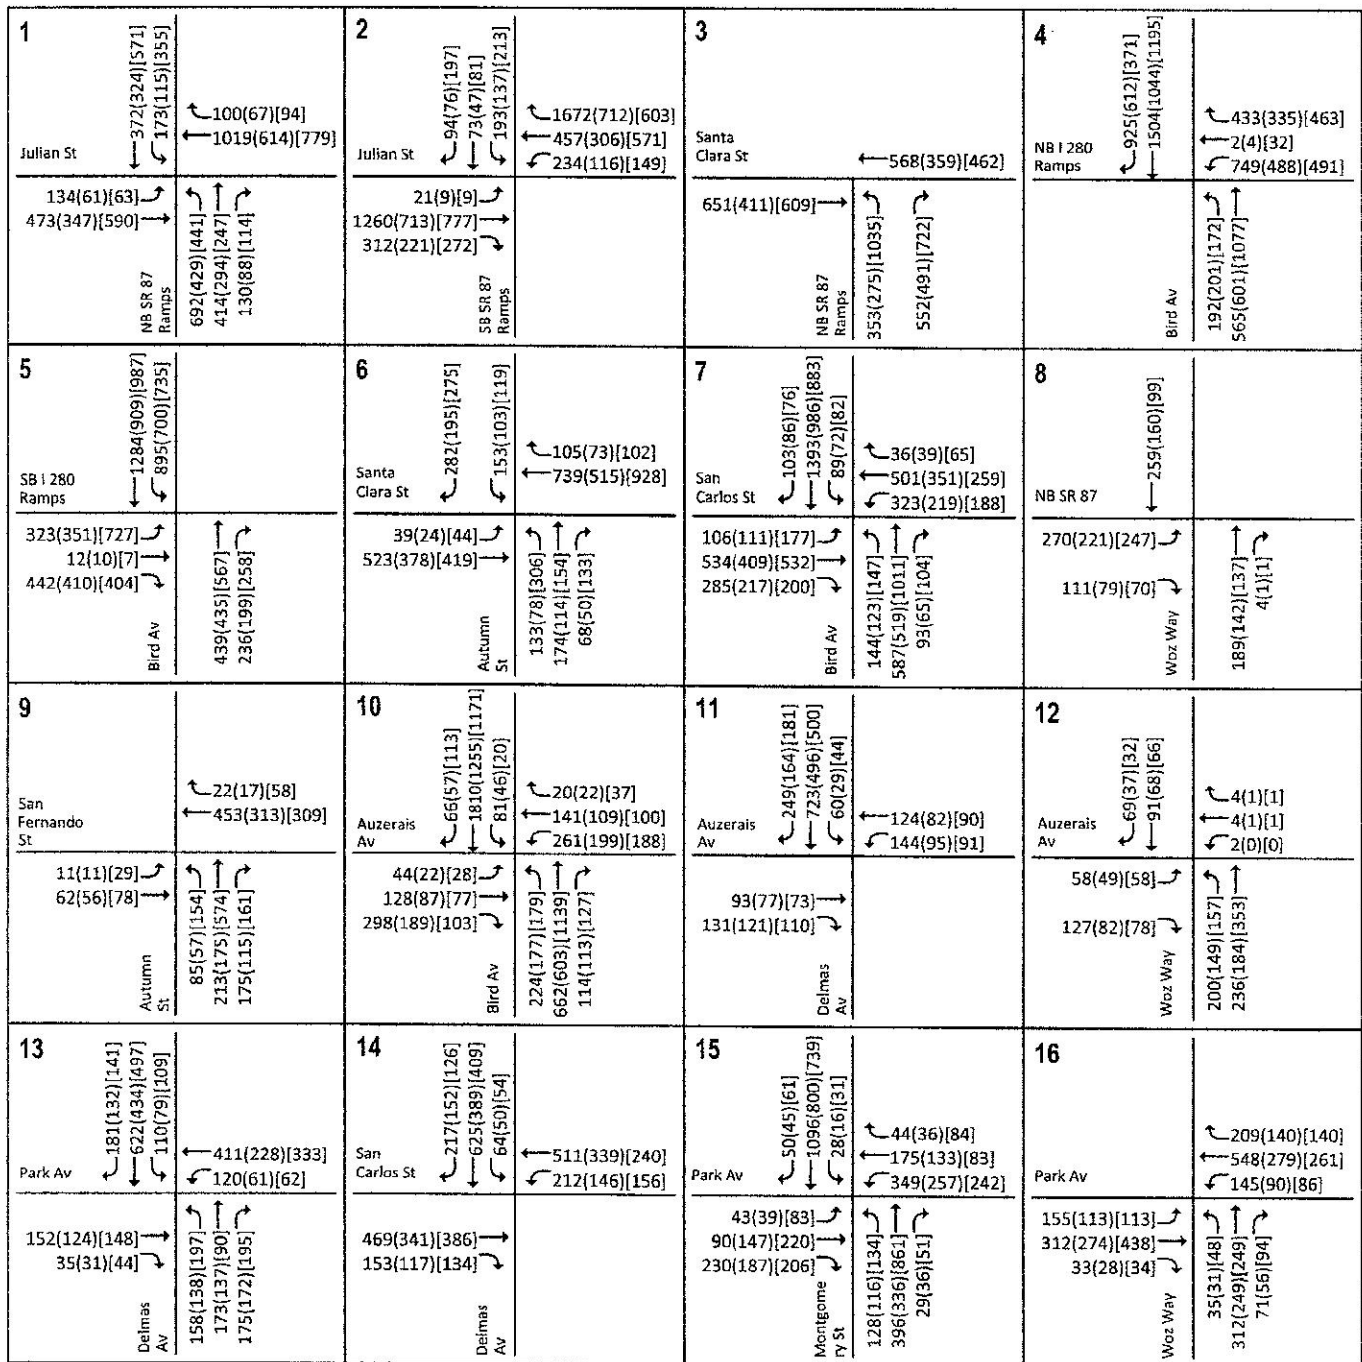 1
372(324)[571]
173(115)[355]
100(67)[94]
1019(614)[779]
Julian St
134(61)[63]
473(347)[590]
NB SR 87
Ramps
692(429)[441]
414(294)[247]
130(88)[114]
2
94(76)[197]
73(47)[81]
193(137)[213]
1672(712)[603]
457(306)[571]
234(116)[149]
Julian St
21(9)[9]
1260(713)[777]
312(221)[272]
SB SR 87
Ramps
3
Santa
Clara St
568(359)[462]
651(411)[609]
NB SR 87
Ramps
353(275)[1035]
552(491)[722]
4
925(612)[371]
1504(1044)[1195]
433(335)[463]
2(4)[32]
749(488)[491]
NB I 280
Ramps
Bird Av
192(201)[172]
565(601)[1077]
5
1284(909)[987]
895(700)[735]
SB I 280
Ramps
323(351)[727]
12(10)[7]
442(410)[404]
Bird Av
439(435)[567]
236(199)[258]
6
282(195)[275]
153(103)[119]
105(73)[102]
739(515)[928]
Santa
Clara St
39(24)[44]
523(378)[419]
Autumn
St
133(78)[306]
174(114)[154]
68(50)[133]
7
103(86)[76]
1393(986)[883]
89(72)[82]
36(39)[65]
501(351)[259]
323(219)[188]
San
Carlos St
106(111)[177]
534(409)[532]
285(217)[200]
Bird Av
144(123)[147]
587(519)[1011]
93(65)[104]
8
259(160)[99]
NB SR 87
270(221)[247]
111(79)[70]
Woz Way
189(142)[137]
4(1)[1]
9
22(17)[58]
453(313)[309]
San
Fernando
St
11(11)[29]
62(56)[78]
Autumn
St
85(57)[154]
213(175)[574]
175(115)[161]
10
66(57)[113]
1810(1255)[1171]
81(46)[20]
20(22)[37]
141(109)[100]
261(199)[188]
Auzerais
Av
44(22)[28]
128(87)[77]
298(189)[103]
Bird Av
224(177)[179]
662(603)[1139]
114(113)[127]
11
249(164)[181]
723(496)[500]
60(29)[44]
124(82)[90]
144(95)[91]
Auzerais
Av
93(77)[73]
131(121)[110]
Delmas
Av
12
69(37)[32]
91(68)[66]
4(1)[1]
4(1)[1]
2(0)[0]
Auzerais
Av
58(49)[58]
127(82)[78]
Woz Way
200(149)[157]
236(184)[353]
13
181(132)[141]
622(434)[497]
110(79)[109]
411(228)[333]
120(61)[62]
Park Av
152(124)[148]
35(31)[44]
Delmas
Av
158(138)[197]
173(137)[90]
175(172)[195]
14
217(152)[126]
625(389)[409]
64(50)[54]
511(339)[240]
212(146)[156]
San
Carlos St
469(341)[386]
153(117)[134]
Delmas
Av
15
50(45)[61]
1096(800)[739]
28(16)[31]
44(36)[84]
175(133)[83]
349(257)[242]
Park Av
43(39)[83]
90(147)[220]
230(187)[206]
Montgome
ry St
128(116)[134]
396(336)[861]
29(36)[51]
16
209(140)[140]
548(279)[261]
145(90)[86]
Park Av
155(113)[113]
312(274)[438]
33(28)[34]
Woz Way
35(31)[48]
312(249)[249]
71(56)[94]